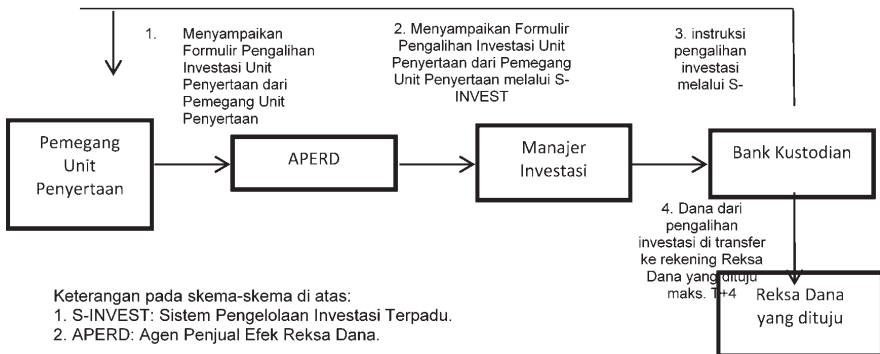 1. Menyampaikan
Formulir Pengalihan
Investasi Unit
Penyertaan dari
Pemegang Unit
Penyertaan
2. Menyampaikan Formulir
Pengalihan Investasi Unit
Penyertaan dari Pemegang
Unit Penyertaan melalui S-
INVEST
3. instruksi
pengalihan
investasi
melalui S-
Pemegang
Unit
Penyertaan
APERD
Manajer
Investasi
Bank Kustodian
4. Dana dari
pengalihan
investasi di transfer
ke rekening Reksa
Dana yang dituju
maks. T+4
Reksa Dana
yang dituju
Keterangan pada skema-skema di atas:
1. S-INVEST: Sistem Pengelolaan Investasi Terpadu.
2. APERD: Agen Penjual Efek Reksa Dana.